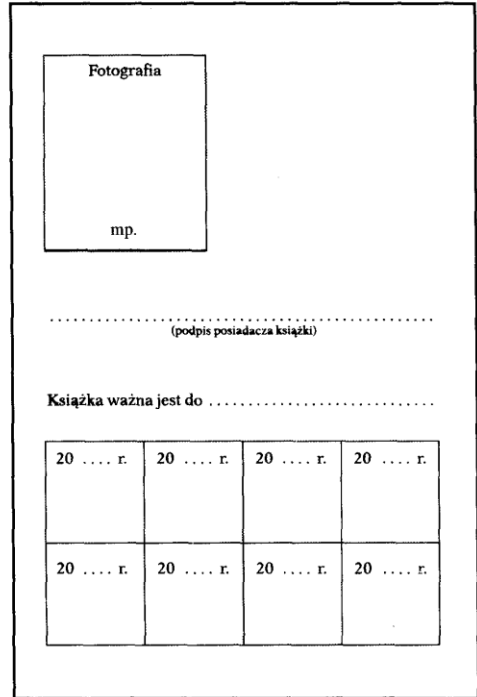 Fotografia
mp.
................................................
(podpis posiadacza książki)
Książka ważna jest do ............................
20 .... r. 20 .... r. 20 .... r. 20 .... r.
20 .... r. 20 .... r. 20 .... r. 20 .... r.